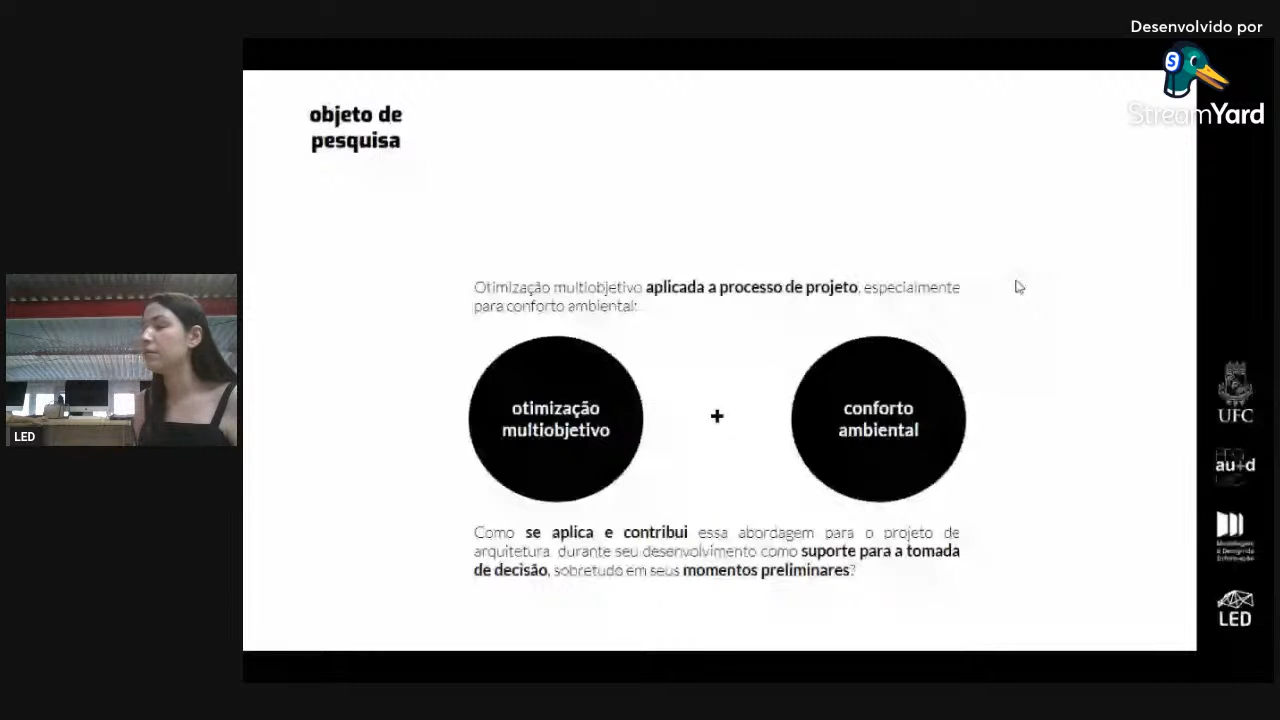 Desenvolvido por
StreamYard
objeto de
pesquisa
Otimização multiobjetivo aplicada a processo de projeto, especialmente
para conforto ambiental:
otimização
multiobjetivo
+
conforto
ambiental
Como se aplica e contribui essa abordagem para o projeto de
arquitetura durante seu desenvolvimento como suporte para a tomada
de decisão, sobretudo em seus momentos preliminares?
LED
UFC
au+d
LED